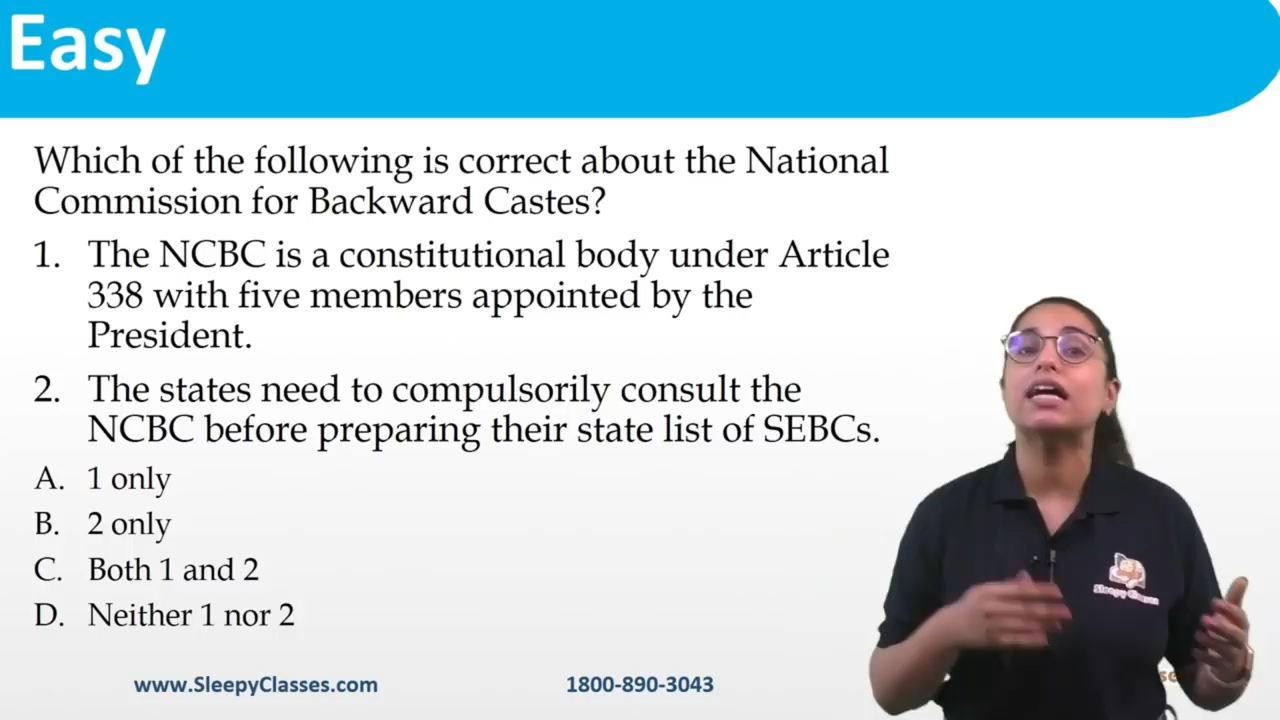 Easy
Which of the following is correct about the National
Commission for Backward Castes?
1. The NCBC is a constitutional body under Article
338 with five members appointed by the
President.
2. The states need to compulsorily consult the
NCBC before preparing their state list of SEBCs.
A. 1 only
B. 2 only
C. Both 1 and 2
D. Neither 1 nor 2
Sleepy Classes
www.SleepyClasses.com
1800-890-3043